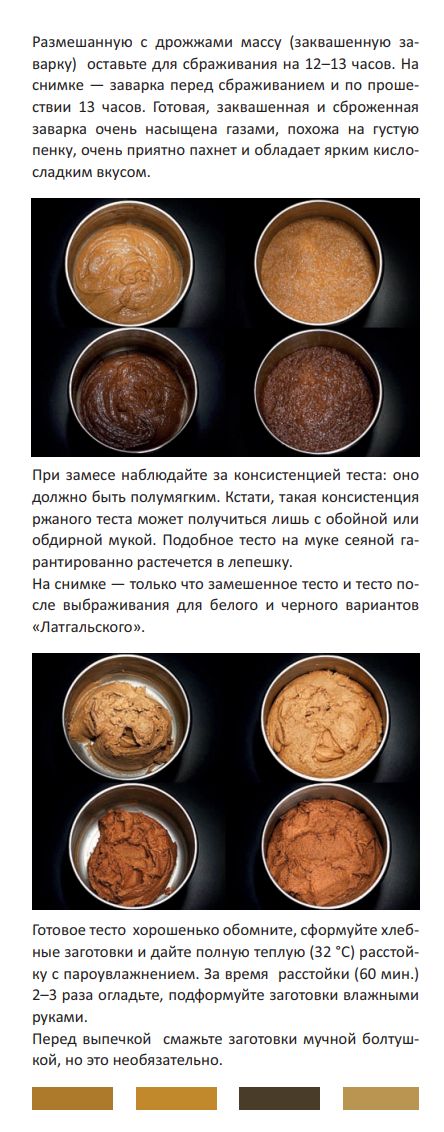 Размешанную с дрожжами массу (заквашенную за-
варку)  оставьте для сбраживания на 12–13 часов. На
снимке — заварка перед сбраживанием и по проше-
ствии 13 часов. Готовая, заквашенная и сброженная
заварка очень насыщена газами, похожа на густую
пенку, очень приятно пахнет и обладает ярким кисло-
сладким вкусом.
При замесе наблюдайте за консистенцией теста: оно
должно быть полумягким. Кстати, такая консистенция
ржаного теста может получиться лишь с обойной или
обдирной мукой. Подобное тесто на муке сеяной га-
рантированно растечется в лепешку.
На снимке — только что замешенное тесто и тесто по-
сле выбраживания для белого и черного вариантов
«Латгальского».
Готовое тесто  хорошенько обомните, сформуйте хлеб-
ные заготовки и дайте полную теплую (32 °C) расстой-
ку с пароувлажнением. За время  расстойки (60 мин.)
2–3 раза огладьте, подформуйте заготовки влажными
руками.
Перед выпечкой  смажьте заготовки мучной болтуш-
кой, но это необязательно.